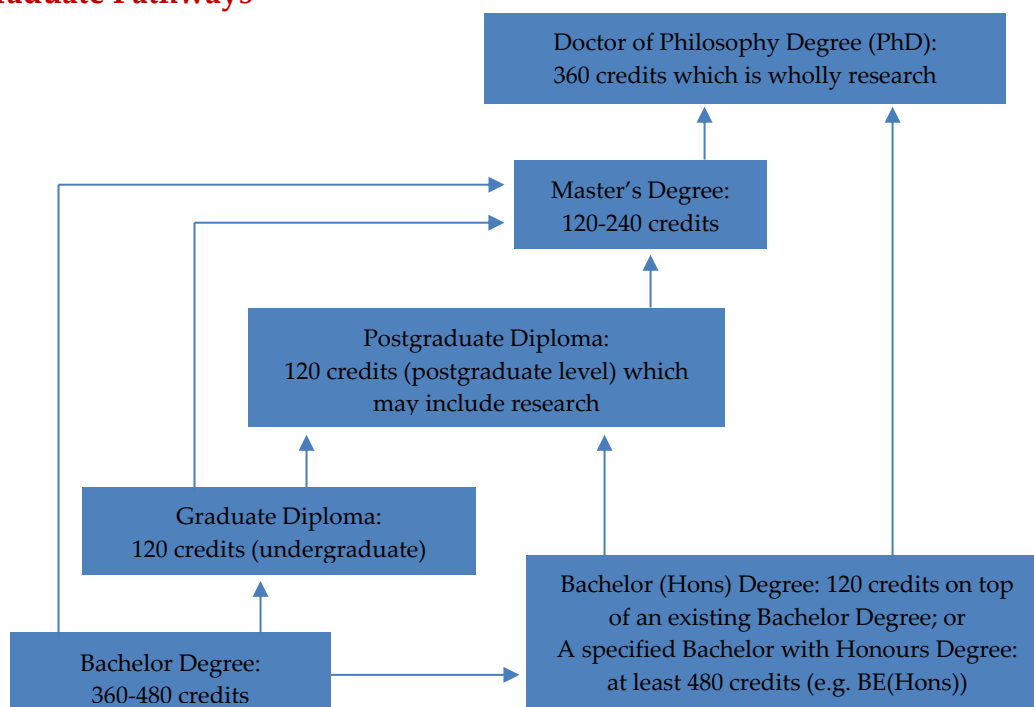 Pathways
Doctor of Philosophy Degree (PhD):
360 credits which is wholly research
Master’s Degree:
120-240 credits
Postgraduate Diploma:
120 credits (postgraduate level) which
may include research
Graduate Diploma:
120 credits (undergraduate)
Bachelor (Hons) Degree: 120 credits on top
of an existing Bachelor Degree; or
A specified Bachelor with Honours Degree:
at least 480 credits (e.g. BE(Hons))
Bachelor Degree:
360-480 credits